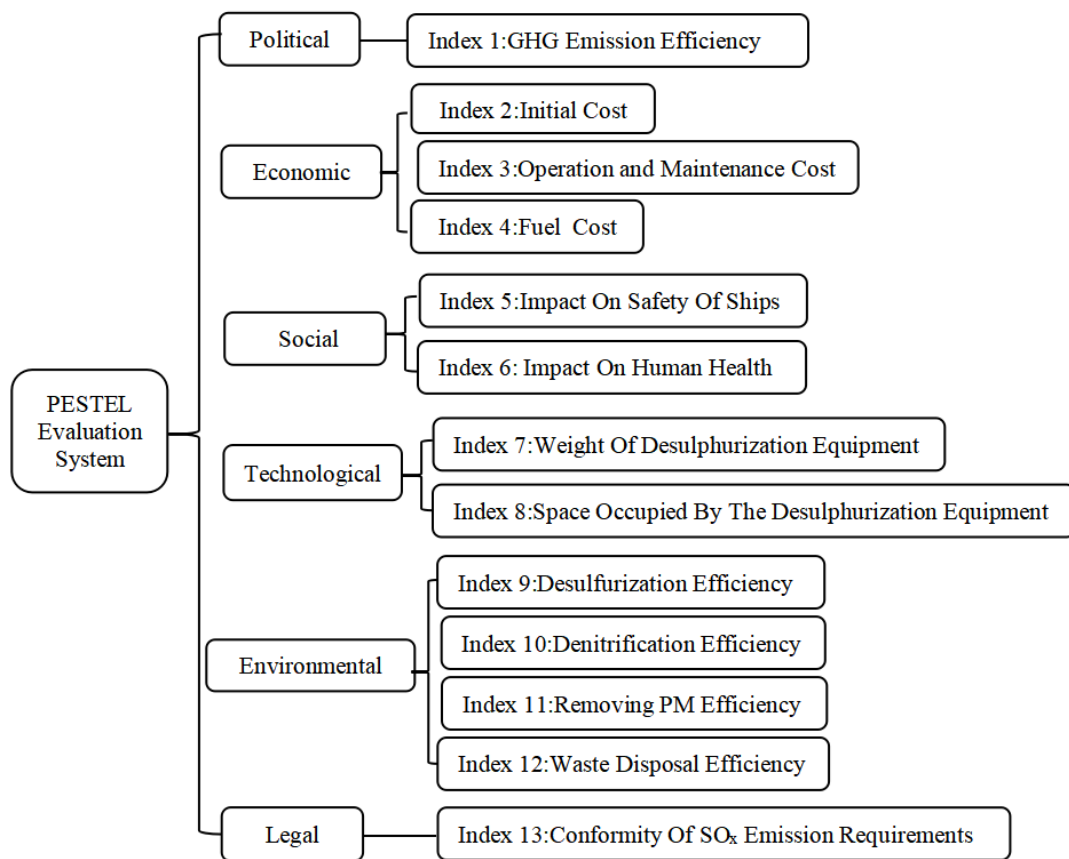 Political
Index 1:GHG Emission Efficiency
Index 2:Initial Cost
Economic
Index 3:Operation and Maintenance Cost
Index 4:Fuel  Cost
Index 5:Impact On Safety Of Ships
Social
Index 6: Impact On Human Health
PESTEL
Evaluation
System
Index 7:Weight Of Desulphurization Equipment
Technological
Index 8:Space Occupied By The Desulphurization Equipment
Index 9:Desulfurization Efficiency
Index 10:Denitrification Efficiency
Environmental
Index 11:Removing PM Efficiency
Index 12:Waste Disposal Efficiency
Legal
Index 13:Conformity Of SOₓ Emission Requirements